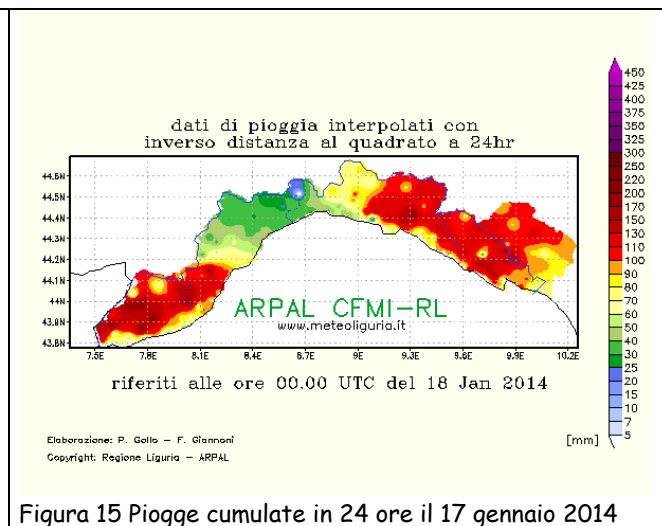 dati di pioggia interpolati con
inverso distanza al quadrato a 24hr
44.6N
44.5N
44.4N
44.3N
44.2N
44.1N
44N
43.9N
43.8N
7.5E 7.8E 8.1E 8.4E 8.7E 9E 9.3E 9.6E 9.9E 10.2E
ARPAL CFMI-RL
www.meteoliguria.it
riferiti alle ore 00.00 UTC del 18 Jan 2014
450
425
400
375
350
325
300
250
200
170
150
130
110
100
90
80
70
60
50
40
30
25
20
15
10
7
5
[mm]
Elaborazione: P. Gollo - F. Giannoni
Copyright: Regione Liguria - ARPAL
Figura 15 Piogge cumulate in 24 ore il 17 gennaio 2014